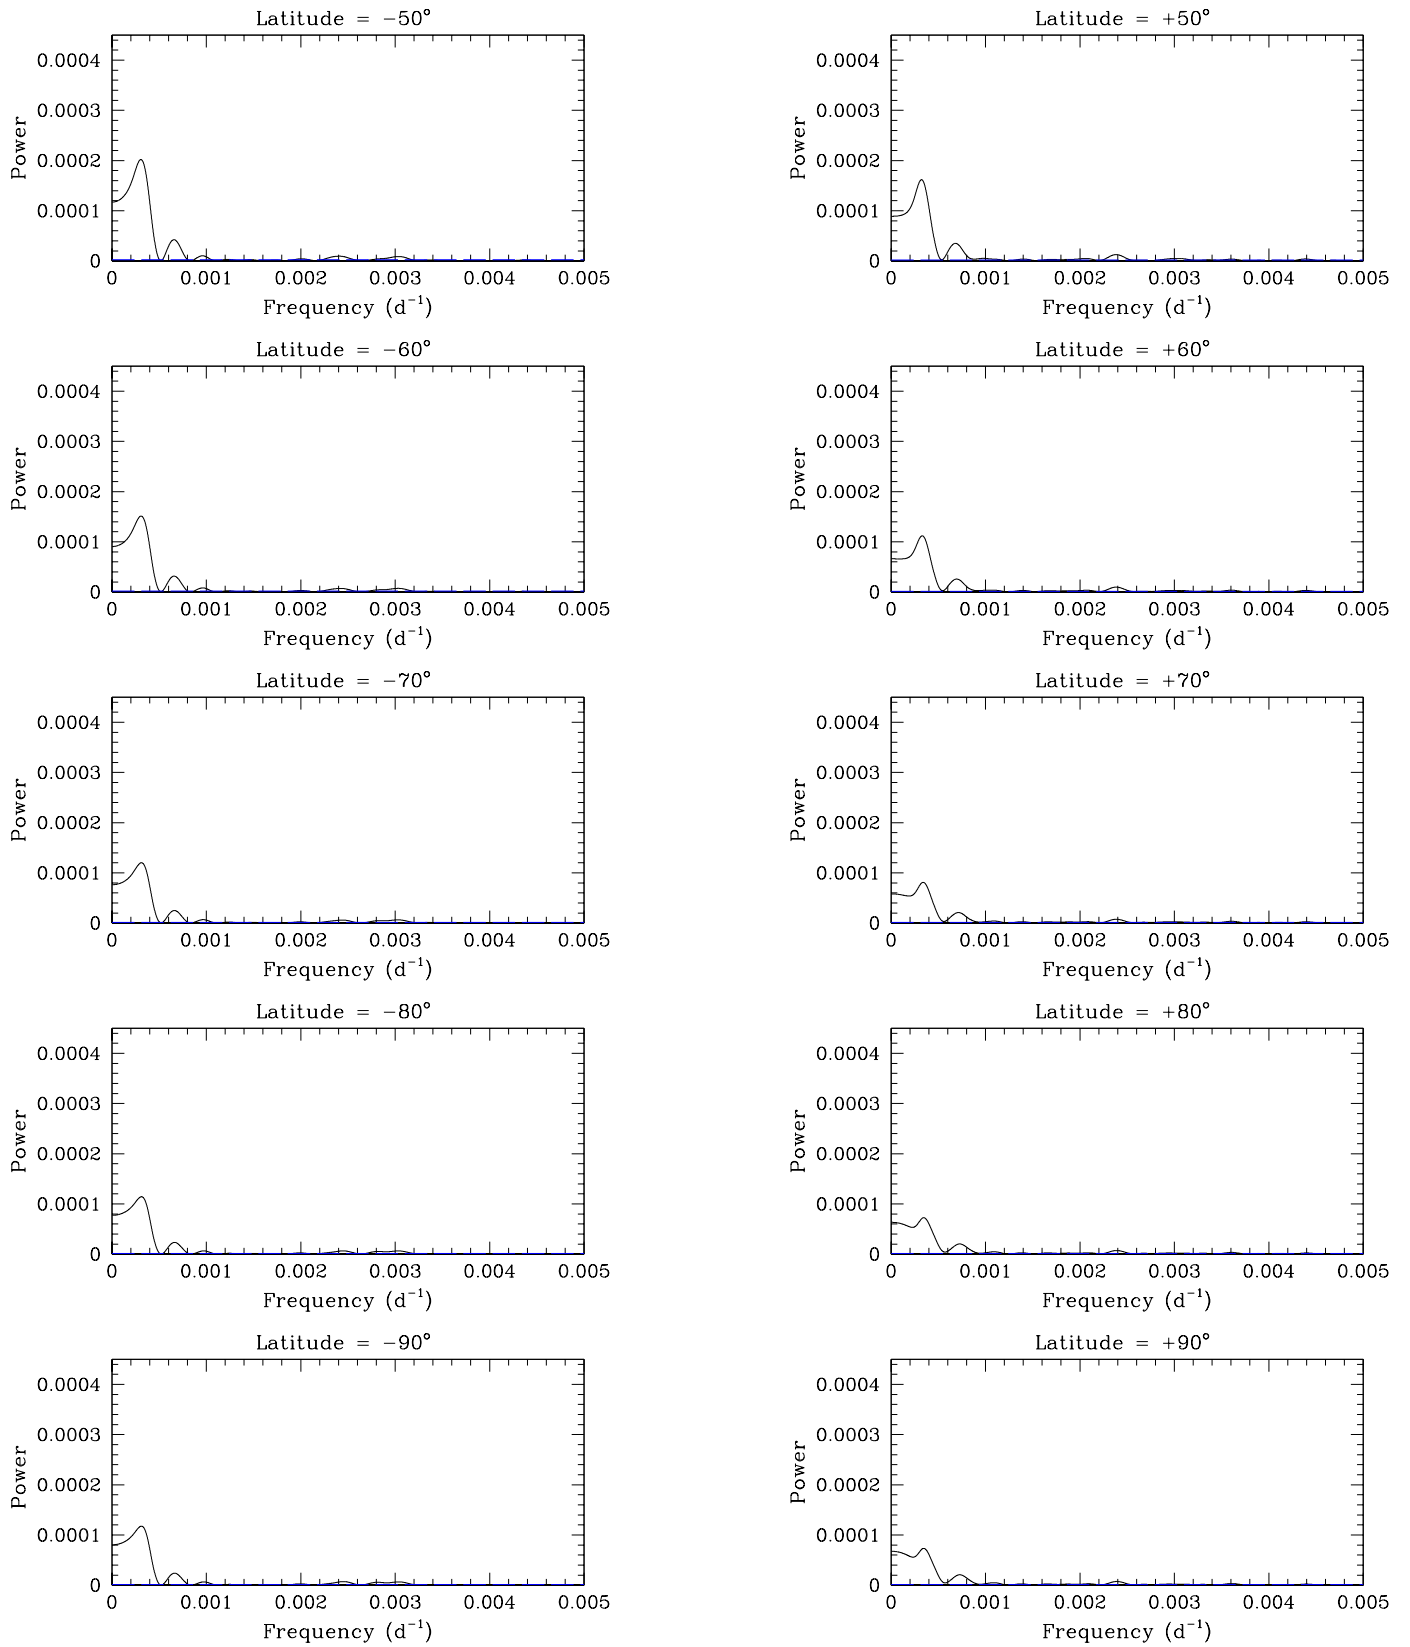 Latitude = −50°
0.0004
0.0003
0.0002
0.0001
0
Power
0 0.001 0.002 0.003 0.004 0.005
Frequency (d⁻¹)
Latitude = +50°
0.0004
0.0003
0.0002
0.0001
0
Power
0 0.001 0.002 0.003 0.004 0.005
Frequency (d⁻¹)
Latitude = −60°
0.0004
0.0003
0.0002
0.0001
0
Power
0 0.001 0.002 0.003 0.004 0.005
Frequency (d⁻¹)
Latitude = +60°
0.0004
0.0003
0.0002
0.0001
0
Power
0 0.001 0.002 0.003 0.004 0.005
Frequency (d⁻¹)
Latitude = −70°
0.0004
0.0003
0.0002
0.0001
0
Power
0 0.001 0.002 0.003 0.004 0.005
Frequency (d⁻¹)
Latitude = +70°
0.0004
0.0003
0.0002
0.0001
0
Power
0 0.001 0.002 0.003 0.004 0.005
Frequency (d⁻¹)
Latitude = −80°
0.0004
0.0003
0.0002
0.0001
0
Power
0 0.001 0.002 0.003 0.004 0.005
Frequency (d⁻¹)
Latitude = +80°
0.0004
0.0003
0.0002
0.0001
0
Power
0 0.001 0.002 0.003 0.004 0.005
Frequency (d⁻¹)
Latitude = −90°
0.0004
0.0003
0.0002
0.0001
0
Power
0 0.001 0.002 0.003 0.004 0.005
Frequency (d⁻¹)
Latitude = +90°
0.0004
0.0003
0.0002
0.0001
0
Power
0 0.001 0.002 0.003 0.004 0.005
Frequency (d⁻¹)